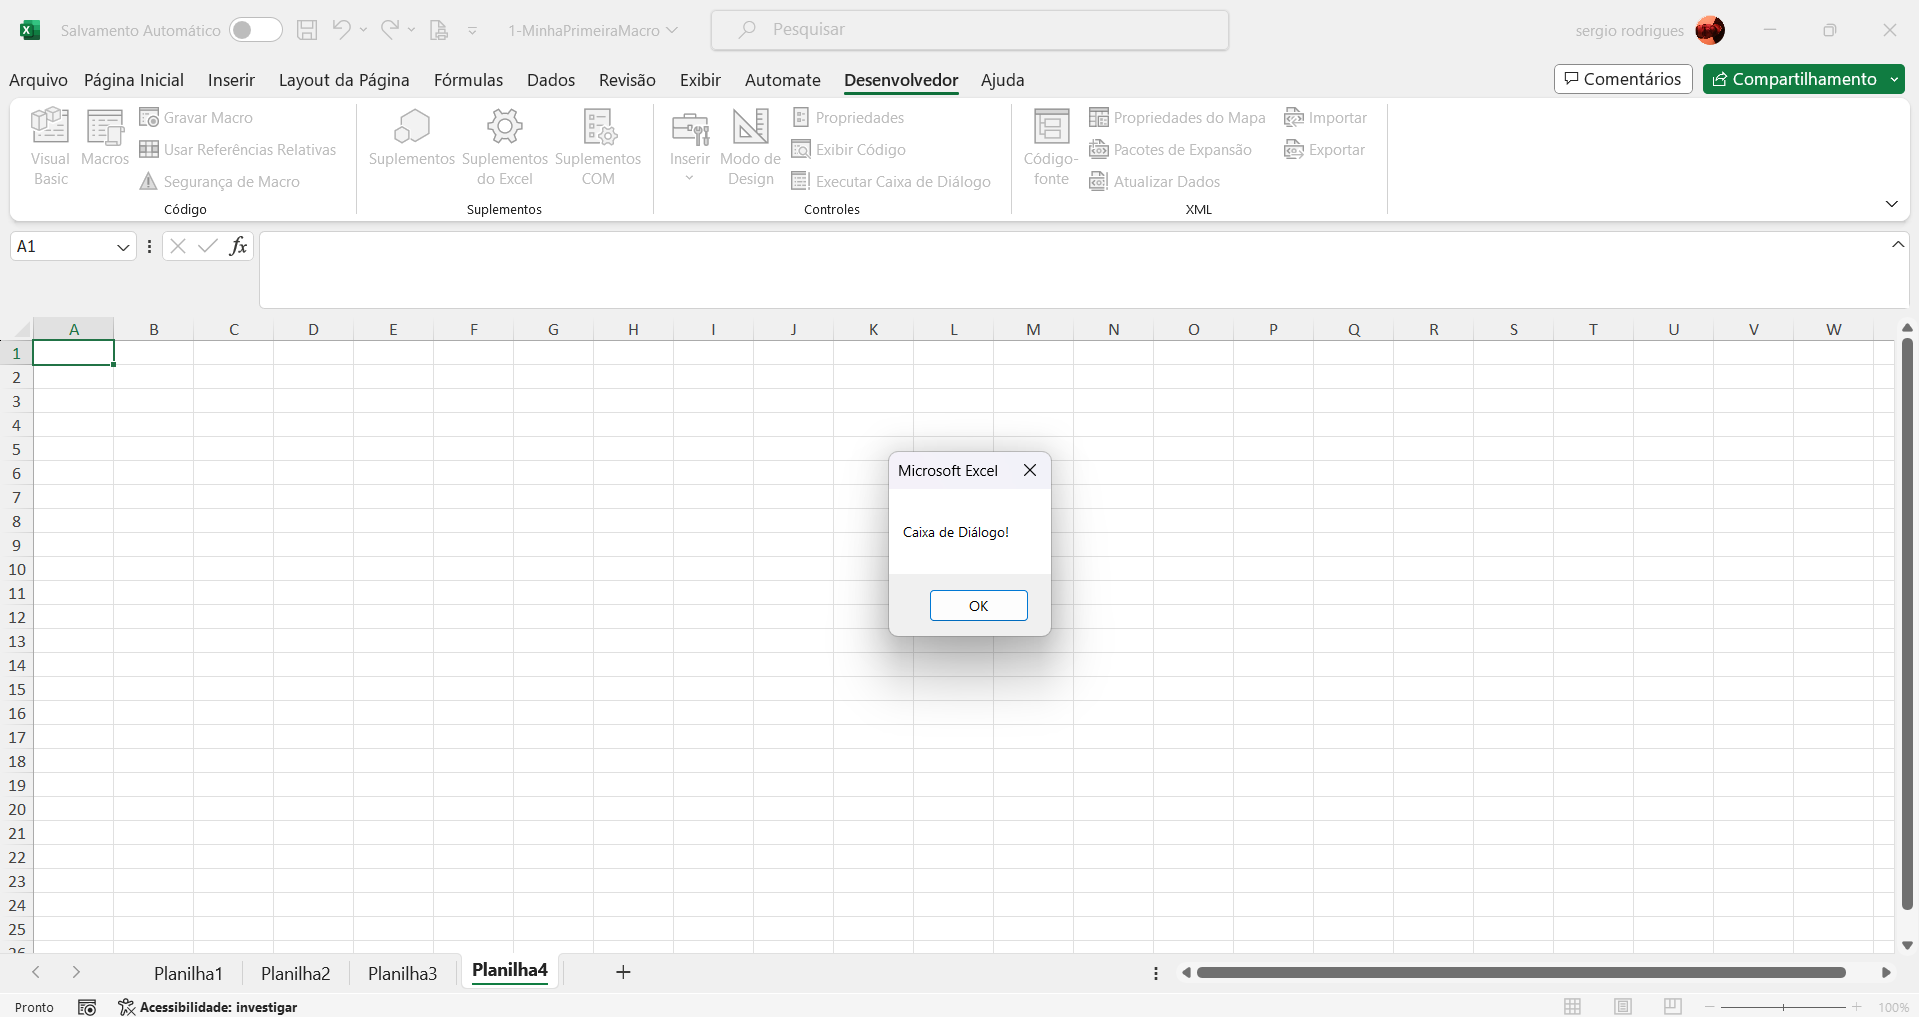 Salvamento Automático
1-MinhaPrimeiraMacro
Pesquisar
sergio rodrigues
Arquivo Página Inicial Inserir Layout da Página Fórmulas Dados Revisão Exibir Automate Desenvolvedor Ajuda
Comentários
Compartilhamento
Visual Basic
Macros
Gravar Macro
Usar Referências Relativas
Segurança de Macro
Código
Suplementos
Suplementos do Excel
Suplementos COM
Suplementos
Inserir
Modo de Design
Propriedades
Exibir Código
Executar Caixa de Diálogo
Controles
Código-fonte
Propriedades do Mapa
Pacotes de Expansão
Atualizar Dados
Importar
Exportar
XML
A1
fx
A B C D E F G H I J K L M N O P Q R S T U V W
1
2
3
4
5
6
7
8
9
10
11
12
13
14
15
16
17
18
19
20
21
22
23
24
25
26
Microsoft Excel
Caixa de Diálogo!
OK
Planilha1 Planilha2 Planilha3 Planilha4
Pronto
Acessibilidade: investigar
100%